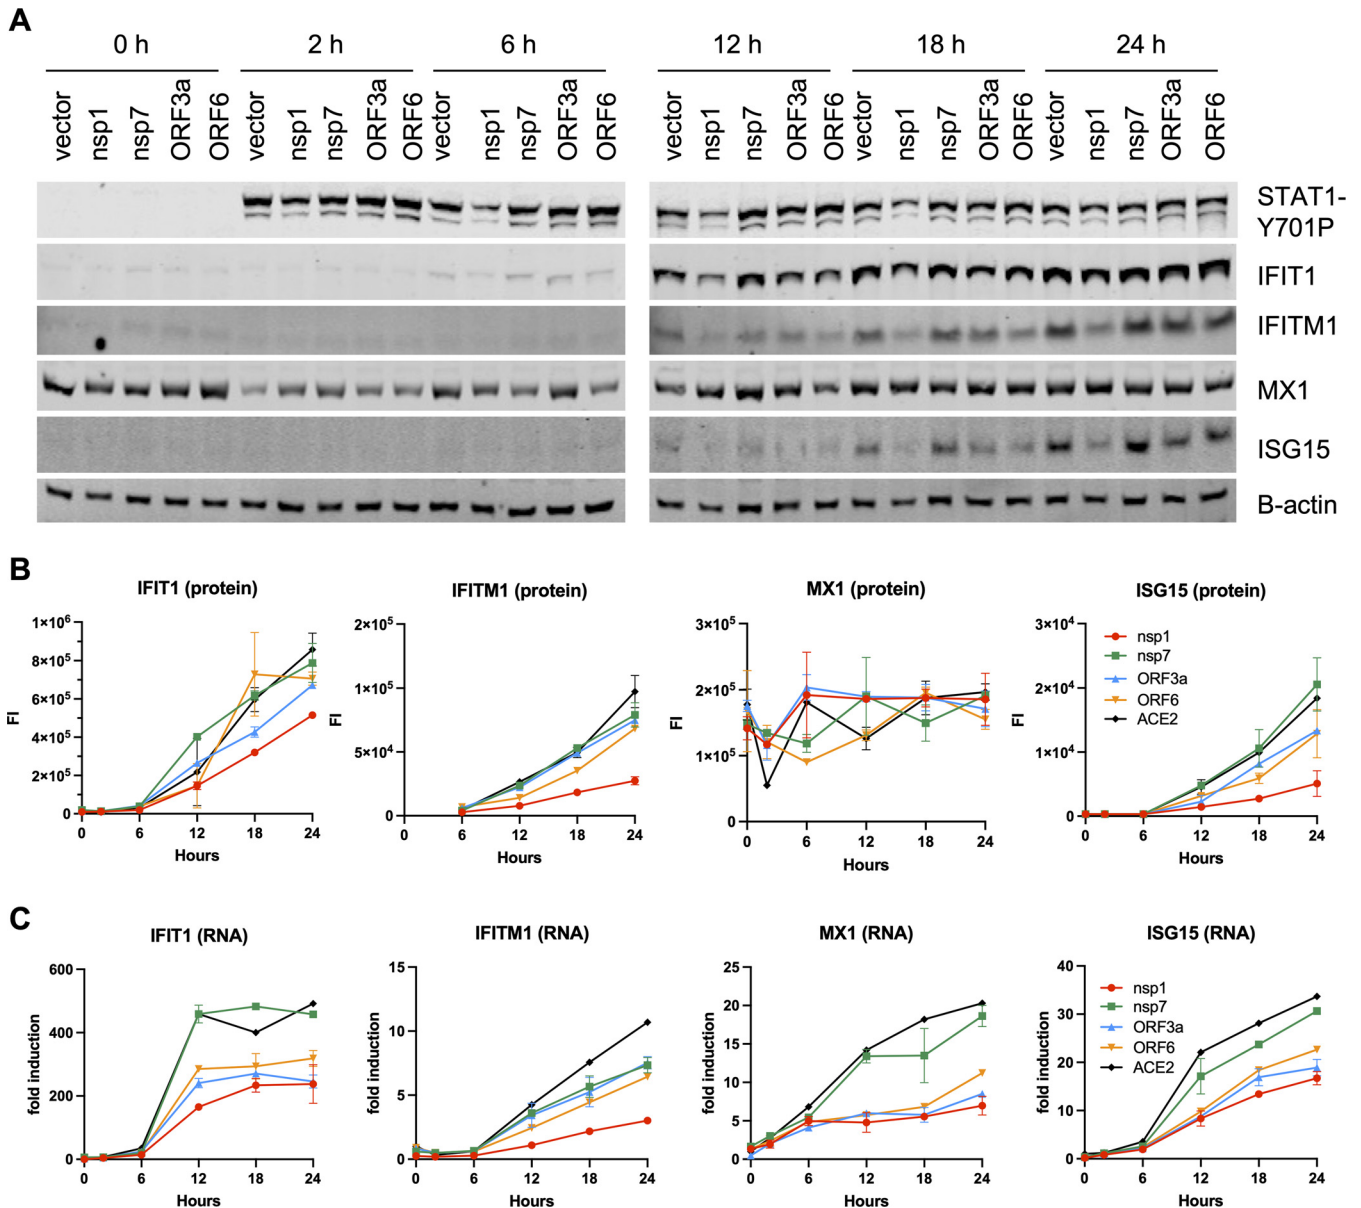 A
0 h 2 h 6 h 12 h 18 h 24 h
vector nsp1 nsp7 ORF3a ORF6 vector nsp1 nsp7 ORF3a ORF6 vector nsp1 nsp7 ORF3a ORF6 vector nsp1 nsp7 ORF3a ORF6 vector nsp1 nsp7 ORF3a ORF6 vector nsp1 nsp7 ORF3a ORF6
STAT1-
Y701P
IFIT1
IFITM1
MX1
ISG15
B-actin
B
IFIT1 (protein)
1×10⁶
8×10⁵
6×10⁵
4×10⁵
2×10⁵
0
FI
0 6 12 18 24
Hours
IFITM1 (protein)
2×10⁵
1×10⁵
5×10⁴
0
FI
0 6 12 18 24
Hours
MX1 (protein)
3×10⁵
2×10⁵
1×10⁵
0
FI
0 6 12 18 24
Hours
ISG15 (protein)
3×10⁴
2×10⁴
1×10⁴
0
FI
0 6 12 18 24
Hours
nsp1
nsp7
ORF3a
ORF6
ACE2
C
IFIT1 (RNA)
600
400
200
0
fold induction
0 6 12 18 24
Hours
IFITM1 (RNA)
15
10
5
0
fold induction
0 6 12 18 24
Hours
MX1 (RNA)
25
20
15
10
5
0
fold induction
0 6 12 18 24
Hours
ISG15 (RNA)
40
30
20
10
0
fold induction
0 6 12 18 24
Hours
nsp1
nsp7
ORF3a
ORF6
ACE2